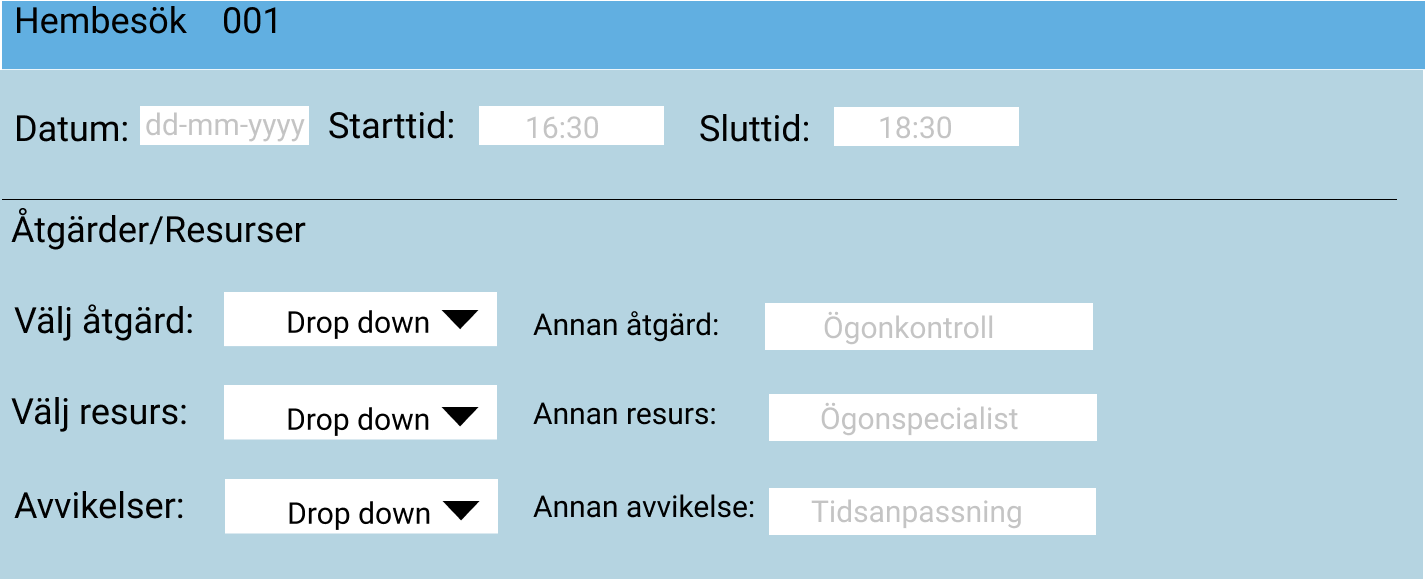 Hembesök 001
Datum: dd-mm-yyyy Starttid: 16:30 Sluttid: 18:30
Åtgärder/Resurser
Välj åtgärd: Drop down Annan åtgärd: Ögonkontroll
Välj resurs: Drop down Annan resurs: Ögonspecialist
Avvikelser: Drop down Annan avvikelse: Tidsanpassning